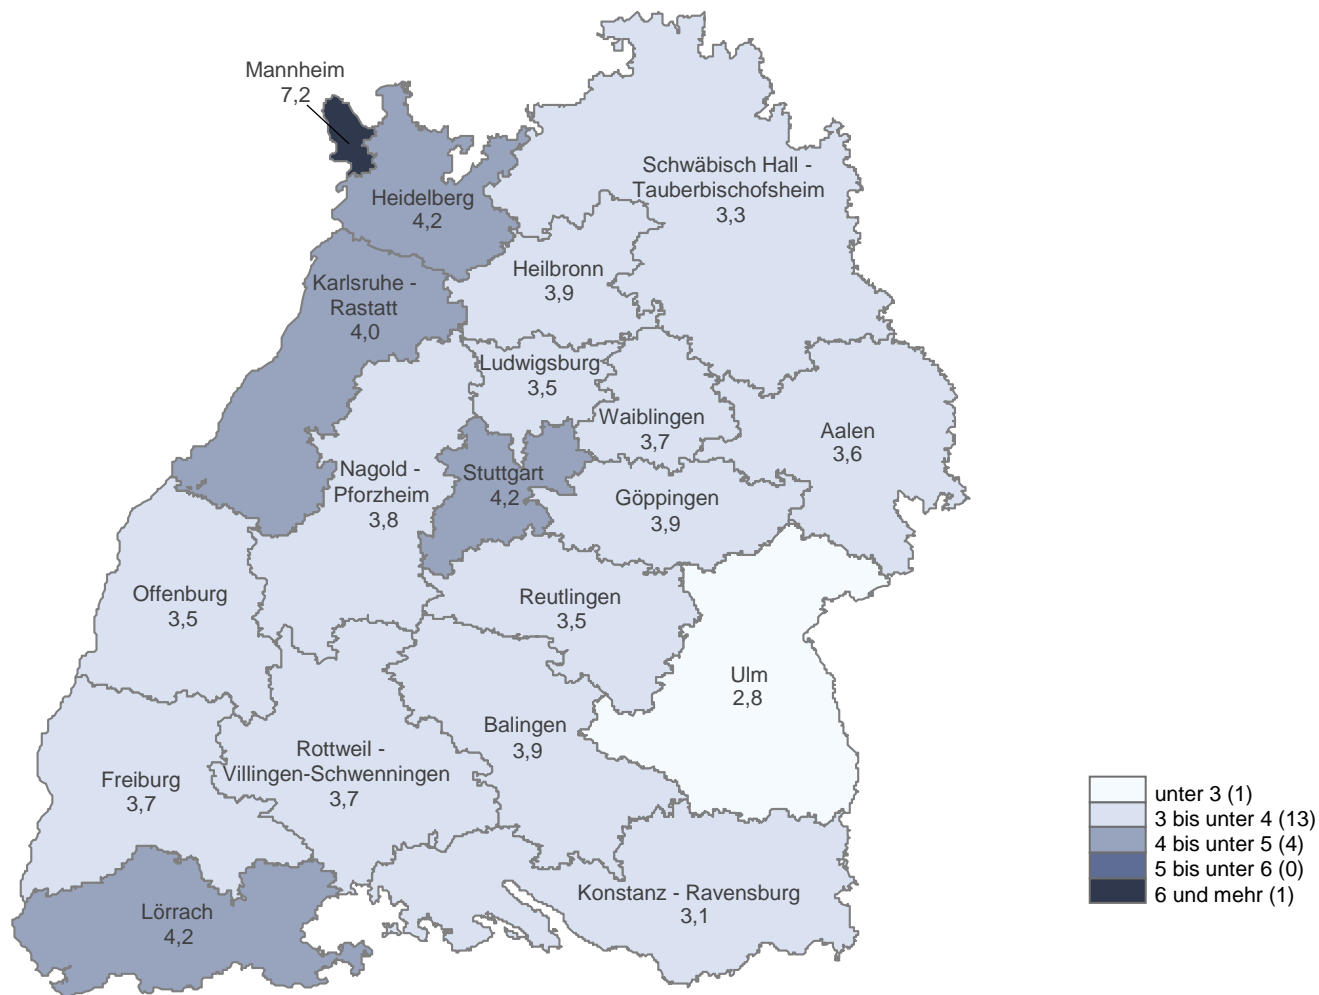 Mannheim
7,2
Schwäbisch Hall -
Tauberbischofsheim
3,3
Heidelberg
4,2
Heilbronn
3,9
Karlsruhe -
Rastatt
4,0
Ludwigsburg
3,5
Waiblingen
3,7
Aalen
3,6
Nagold -
Pforzheim
3,8
Stuttgart
4,2
Göppingen
3,9
Offenburg
3,5
Reutlingen
3,5
Ulm
2,8
Balingen
3,9
Rottweil -
Villingen-Schwenningen
3,7
Freiburg
3,7
Konstanz - Ravensburg
3,1
Lörrach
4,2
unter 3 (1)
3 bis unter 4 (13)
4 bis unter 5 (4)
5 bis unter 6 (0)
6 und mehr (1)